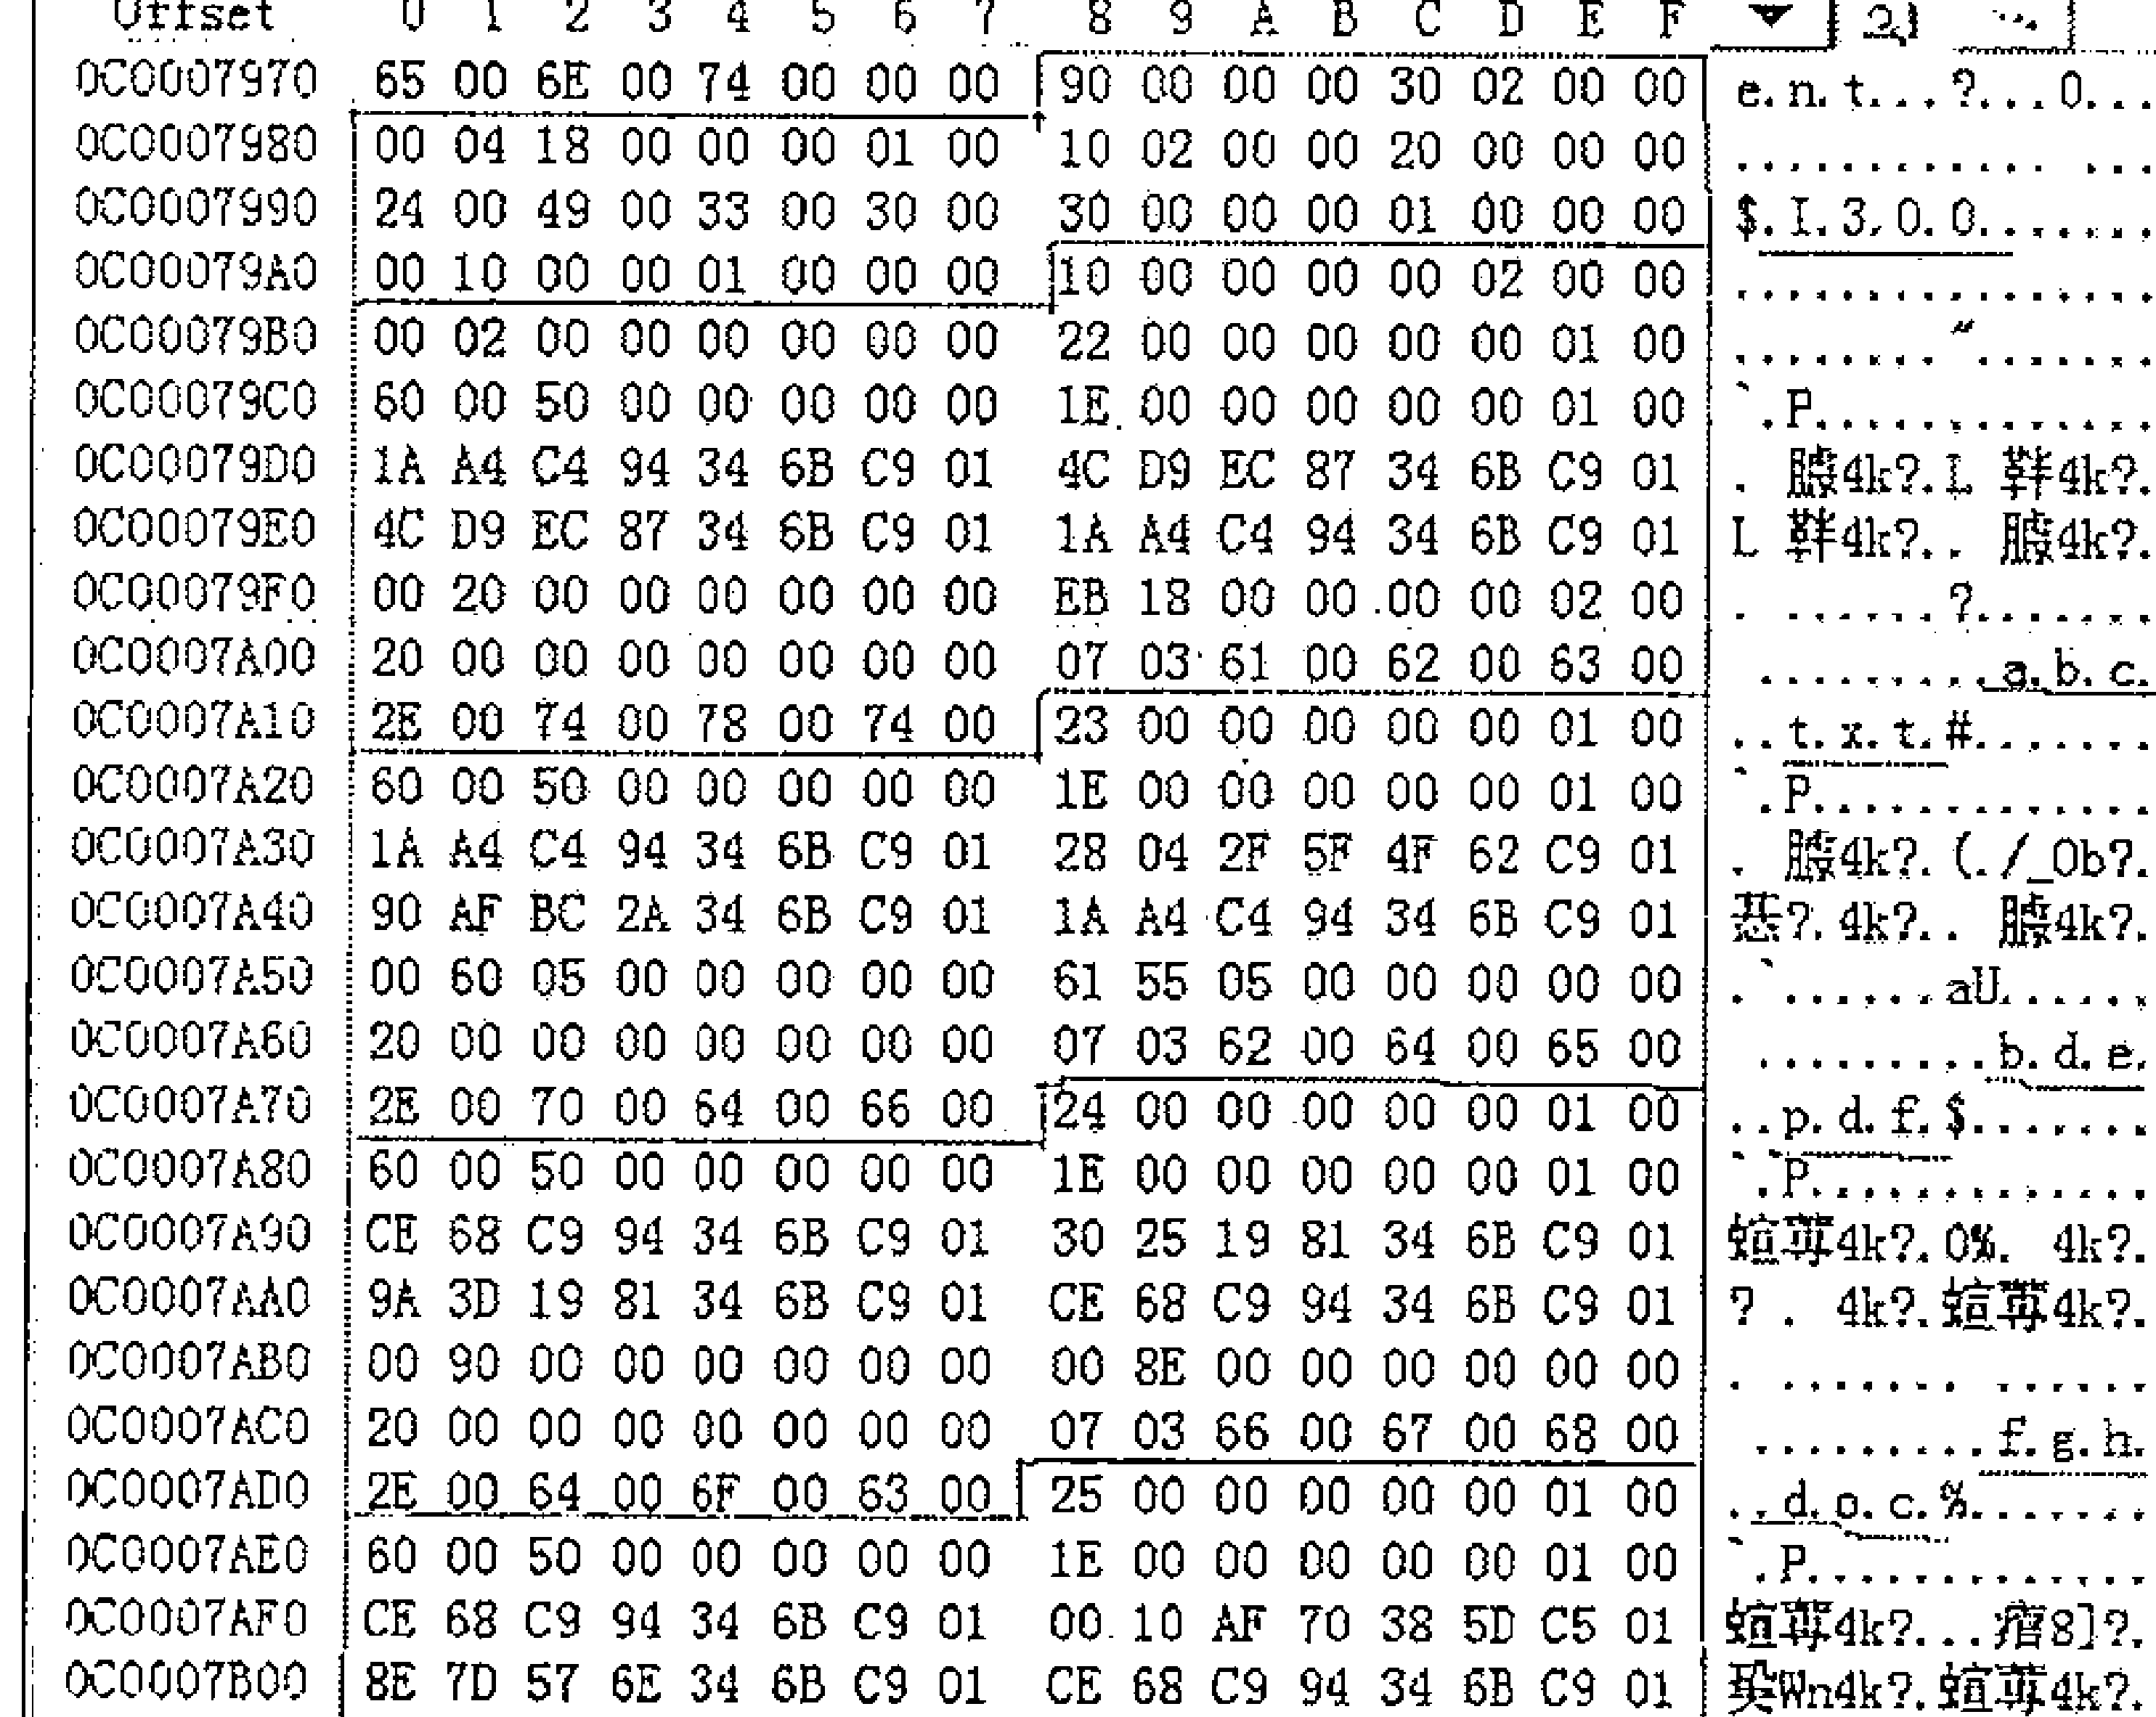 Offset 0 1 2 3 4 5 6 7 8 9 A B C D E F
0C0007970 65 00 6E 00 74 00 00 00 90 00 00 00 30 02 00 00 e.n.t...?...0...
0C0007980 00 04 18 00 00 00 01 00 10 02 00 00 20 00 00 00 ............ ...
0C0007990 24 00 49 00 33 00 30 00 30 00 00 00 01 00 00 00 $.I.3.0.0.......
0C00079A0 00 10 00 00 01 00 00 00 10 00 00 00 00 02 00 00 ................
0C00079B0 00 02 00 00 00 00 00 00 22 00 00 00 00 00 01 00 ........".......
0C00079C0 60 00 50 00 00 00 00 00 1E 00 00 00 00 00 01 00 `.P.............
0C00079D0 1A A4 C4 94 34 6B C9 01 4C D9 EC 87 34 6B C9 01 . 4k?.L 4k?.
0C00079E0 4C D9 EC 87 34 6B C9 01 1A A4 C4 94 34 6B C9 01 L 4k?.. 4k?.
0C00079F0 00 20 00 00 00 00 00 00 EB 18 00 00 00 00 02 00 . ......?.......
0C0007A00 20 00 00 00 00 00 00 00 07 03 61 00 62 00 63 00 .........a.b.c.
0C0007A10 2E 00 74 00 78 00 74 00 23 00 00 00 00 00 01 00 ..t.x.t.#.......
0C0007A20 60 00 50 00 00 00 00 00 1E 00 00 00 00 00 01 00 `.P.............
0C0007A30 1A A4 C4 94 34 6B C9 01 28 04 2F 5F 4F 62 C9 01 . 4k?.(./_Ob?.
0C0007A40 90 AF BC 2A 34 6B C9 01 1A A4 C4 94 34 6B C9 01 ?.4k?.. 4k?.
0C0007A50 00 60 05 00 00 00 00 00 61 55 05 00 00 00 00 00 .`......aU......
0C0007A60 20 00 00 00 00 00 00 00 07 03 62 00 64 00 65 00 .........b.d.e.
0C0007A70 2E 00 70 00 64 00 66 00 24 00 00 00 00 00 01 00 ..p.d.f.$.......
0C0007A80 60 00 50 00 00 00 00 00 1E 00 00 00 00 00 01 00 `.P.............
0C0007A90 CE 68 C9 94 34 6B C9 01 30 25 19 81 34 6B C9 01 4k?.0%. 4k?.
0C0007AA0 9A 3D 19 81 34 6B C9 01 CE 68 C9 94 34 6B C9 01 ? . 4k?.4k?.
0C0007AB0 00 90 00 00 00 00 00 00 00 8E 00 00 00 00 00 00 . ....... ......
0C0007AC0 20 00 00 00 00 00 00 00 07 03 66 00 67 00 68 00 .........f.g.h.
0C0007AD0 2E 00 64 00 6F 00 63 00 25 00 00 00 00 00 01 00 ..d.o.c.%.......
0C0007AE0 60 00 50 00 00 00 00 00 1E 00 00 00 00 00 01 00 `.P.............
0C0007AF0 CE 68 C9 94 34 6B C9 01 00 10 AF 70 38 5D C5 01 4k?...8]?.
0C0007B00 8E 7D 57 6E 34 6B C9 01 CE 68 C9 94 34 6B C9 01 Wn4k?.4k?.